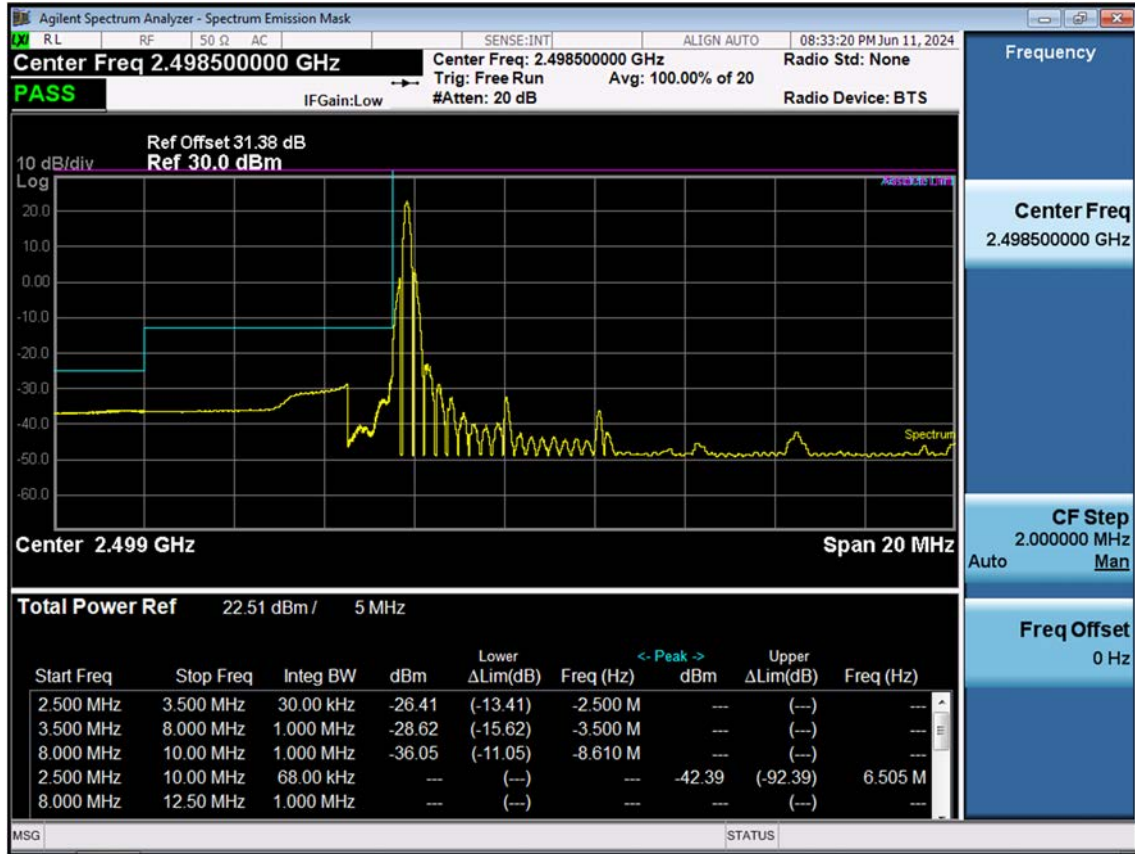 Agilent Spectrum Analyzer - Spectrum Emission Mask
LXI RL RF 50 Ω AC SENSE:INT ALIGN AUTO 08:33:20 PM Jun 11, 2024
Center Freq 2.498500000 GHz
Center Freq: 2.498500000 GHz
Radio Std: None
Trig: Free Run Avg: 100.00% of 20
PASS
IFGain:Low
#Atten: 20 dB
Radio Device: BTS
Ref Offset 31.38 dB
10 dB/div Ref 30.0 dBm
Log
Absolute Limit
20.0
10.0
0.00
-10.0
-20.0
-30.0
-40.0
Spectrum
-50.0
-60.0
Center 2.499 GHz Span 20 MHz
Total Power Ref 22.51 dBm / 5 MHz
Lower <- Peak -> Upper
Start Freq Stop Freq Integ BW dBm ΔLim(dB) Freq (Hz) dBm ΔLim(dB) Freq (Hz)
2.500 MHz 3.500 MHz 30.00 kHz -26.41 (-13.41) -2.500 M --- (---) ---
3.500 MHz 8.000 MHz 1.000 MHz -28.62 (-15.62) -3.500 M --- (---) ---
8.000 MHz 10.00 MHz 1.000 MHz -36.05 (-11.05) -8.610 M --- (---) ---
2.500 MHz 10.00 MHz 68.00 kHz --- (---) --- -42.39 (-92.39) 6.505 M
8.000 MHz 12.50 MHz 1.000 MHz --- (---) --- --- (---) ---
MSG STATUS
Frequency
Center Freq
2.498500000 GHz
CF Step
2.000000 MHz
Auto Man
Freq Offset
0 Hz